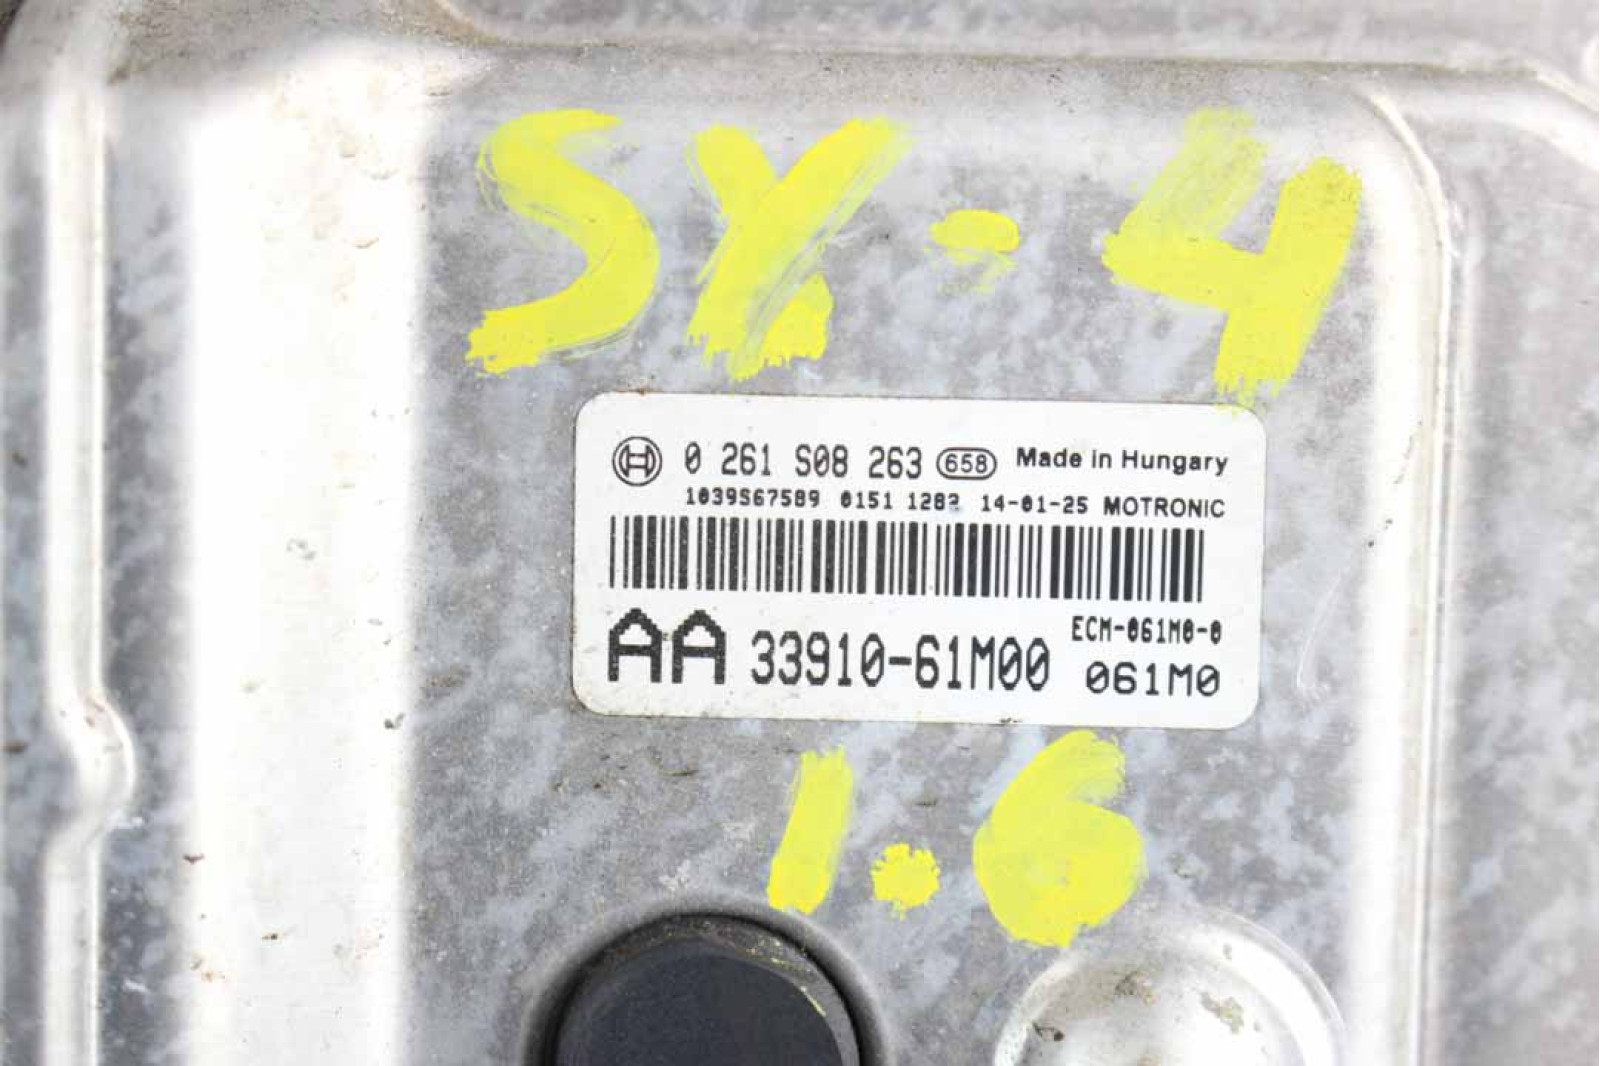 SX-4
0 261 S08 263 658 Made in Hungary
1039S67589 0151 1282 14-01-25 MOTRONIC
ECM-061M0-0
AA 33910-61M00 061M0
1.6